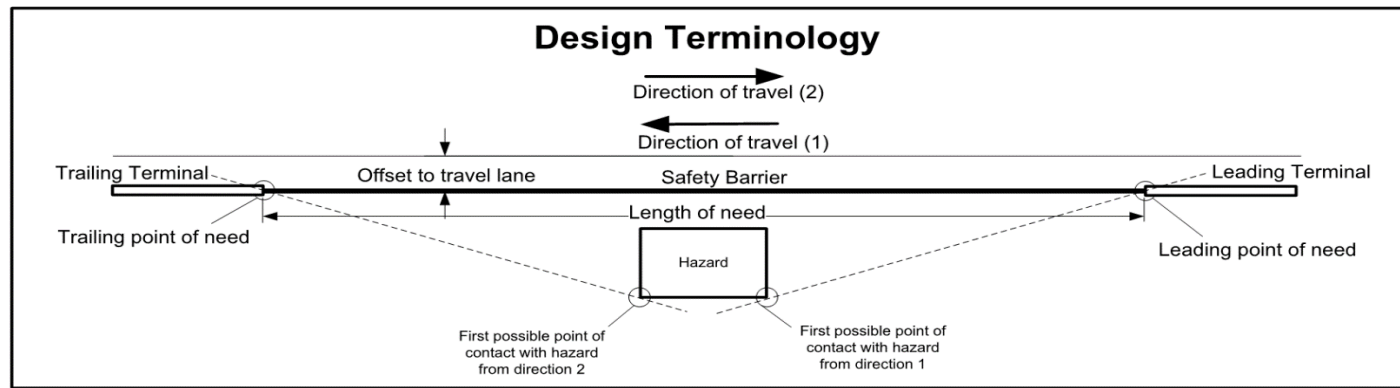 Design Terminology
Direction of travel (2)
Direction of travel (1)
Trailing Terminal
Offset to travel lane
Safety Barrier
Leading Terminal
Length of need
Trailing point of need
Leading point of need
Hazard
First possible point of
contact with hazard
from direction 2
First possible point of
contact with hazard
from direction 1